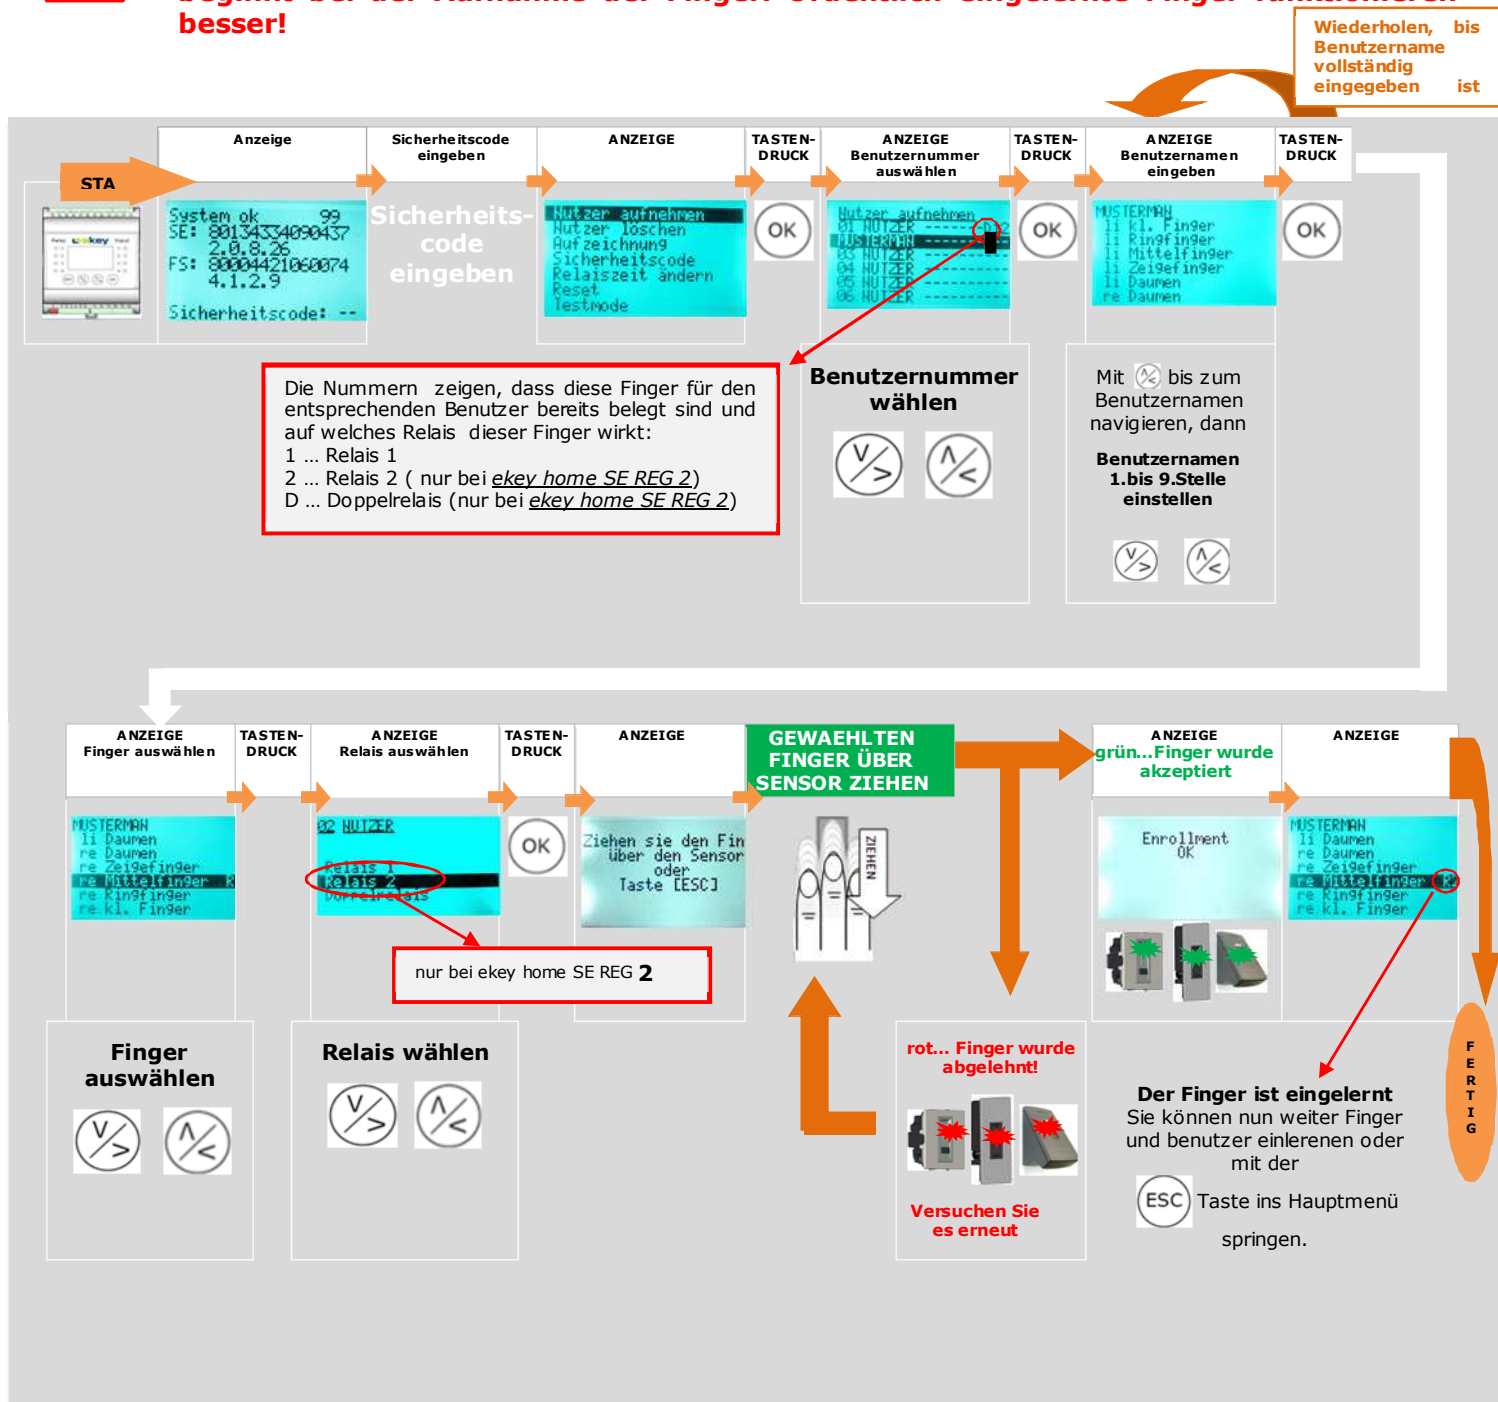 besser!
Wiederholen, bis
Benutzername
vollständig
eingegeben ist
STA
Anzeige
System ok 99
SE: 80134334090437
2.0.8.26
FS: 80004421060074
4.1.2.9
Sicherheitscode: --
Sicherheitscode
eingeben
Sicherheits-
code
eingeben
ANZEIGE
Nutzer aufnehmen
Nutzer löschen
Aufzeichnung
Sicherheitscode
Relaiszeit ändern
Reset
Testmode
TASTEN-
DRUCK
OK
ANZEIGE
Benutzernummer
auswählen
Nutzer aufnehmen
01 NUTZER
MUSTERMAN
03 NUTZER ----------
04 NUTZER ----------
05 NUTZER ----------
06 NUTZER ----------
TASTEN-
DRUCK
OK
ANZEIGE
Benutzernamen
eingeben
MUSTERMAN
li kl. Finger
li Ringfinger
li Mittelfinger
li Zeigefinger
li Daumen
re Daumen
TASTEN-
DRUCK
OK
Die Nummern zeigen, dass diese Finger für den
entsprechenden Benutzer bereits belegt sind und
auf welches Relais dieser Finger wirkt:
1 … Relais 1
2 … Relais 2 ( nur bei ekey home SE REG 2)
D … Doppelrelais (nur bei ekey home SE REG 2)
Benutzernummer
wählen
V/> Λ/<
Mit Λ/< bis zum
Benutzernamen
navigieren, dann
Benutzernamen
1.bis 9.Stelle
einstellen
V/> Λ/<
ANZEIGE
Finger auswählen
MUSTERMAN
li Daumen
re Daumen
re Zeigefinger
re Mittelfinger R
re Ringfinger
re kl. Finger
TASTEN-
DRUCK
ANZEIGE
Relais auswählen
02 NUTZER
Relais 1
Relais 2
Doppelrelais
TASTEN-
DRUCK
OK
ANZEIGE
Ziehen sie den Fin
über den Sensor
oder
Taste [ESC]
GEWAEHLTEN
FINGER ÜBER
SENSOR ZIEHEN
ZIEHEN
ANZEIGE
grün...Finger wurde
akzeptiert
Enrollment
OK
ANZEIGE
MUSTERMAN
li Daumen
re Daumen
re Zeigefinger
re Mittelfinger R2
re Ringfinger
re kl. Finger
nur bei ekey home SE REG 2
Finger
auswählen
V/> Λ/<
Relais wählen
V/> Λ/<
rot... Finger wurde
abgelehnt!
Versuchen Sie
es erneut
Der Finger ist eingelernt
Sie können nun weiter Finger
und benutzer einlerenen oder
mit der
ESC Taste ins Hauptmenü
springen.
FERTIG